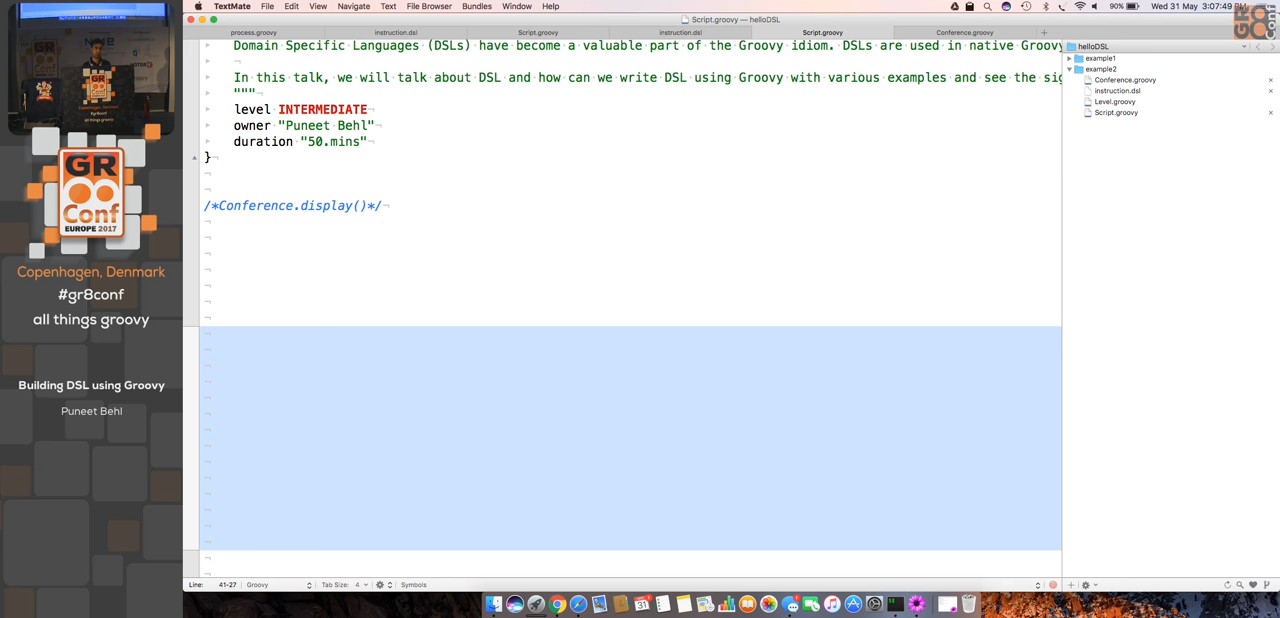 TextMate File Edit View Navigate Text File Browser Bundles Window Help
90% Wed 31 May 3:07:49 PM
Script.groovy — helloDSL
process.groovy instruction.dsl Script.groovy instruction.dsl Script.groovy Conference.groovy
Domain Specific Languages (DSLs) have become a valuable part of the Groovy idiom. DSLs are used in native Groovy
In this talk, we will talk about DSL and how can we write DSL using Groovy with various examples and see the sig
"""
level INTERMEDIATE
owner "Puneet Behl"
duration "50.mins"
}
/*Conference.display()*/
helloDSL
example1
example2
Conference.groovy
instruction.dsl
Level.groovy
Script.groovy
GR
Conf
EUROPE 2017
Copenhagen, Denmark
#gr8conf
all things groovy
Building DSL using Groovy
Puneet Behl
Line: 41-27 Groovy Tab Size: 4 Symbols